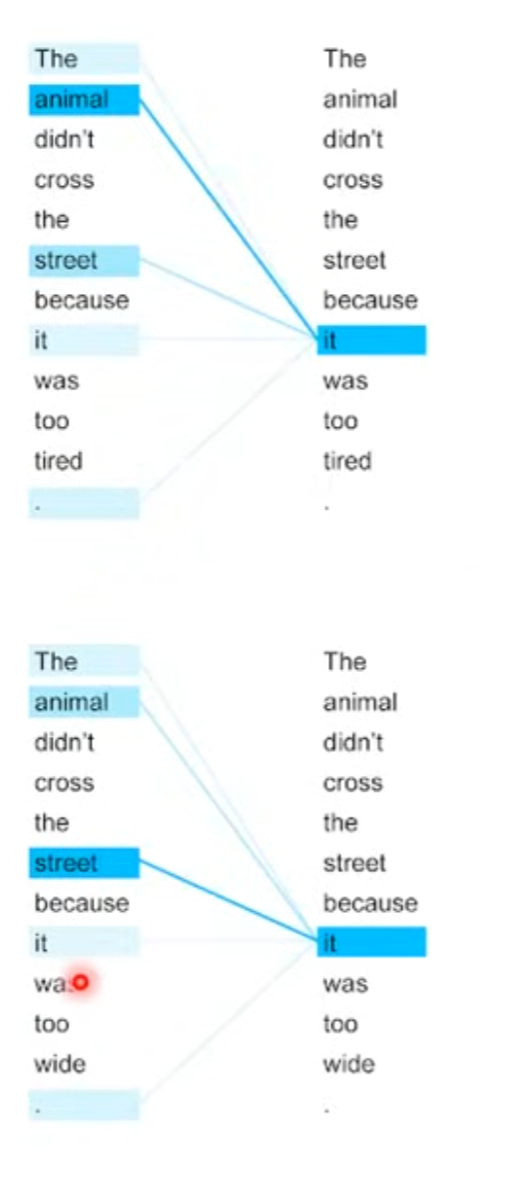 The The
animal animal
didn't didn't
cross cross
the the
street street
because because
it it
was was
too too
tired tired
. .
The The
animal animal
didn't didn't
cross cross
the the
street street
because because
it it
was was
too too
wide wide
. .